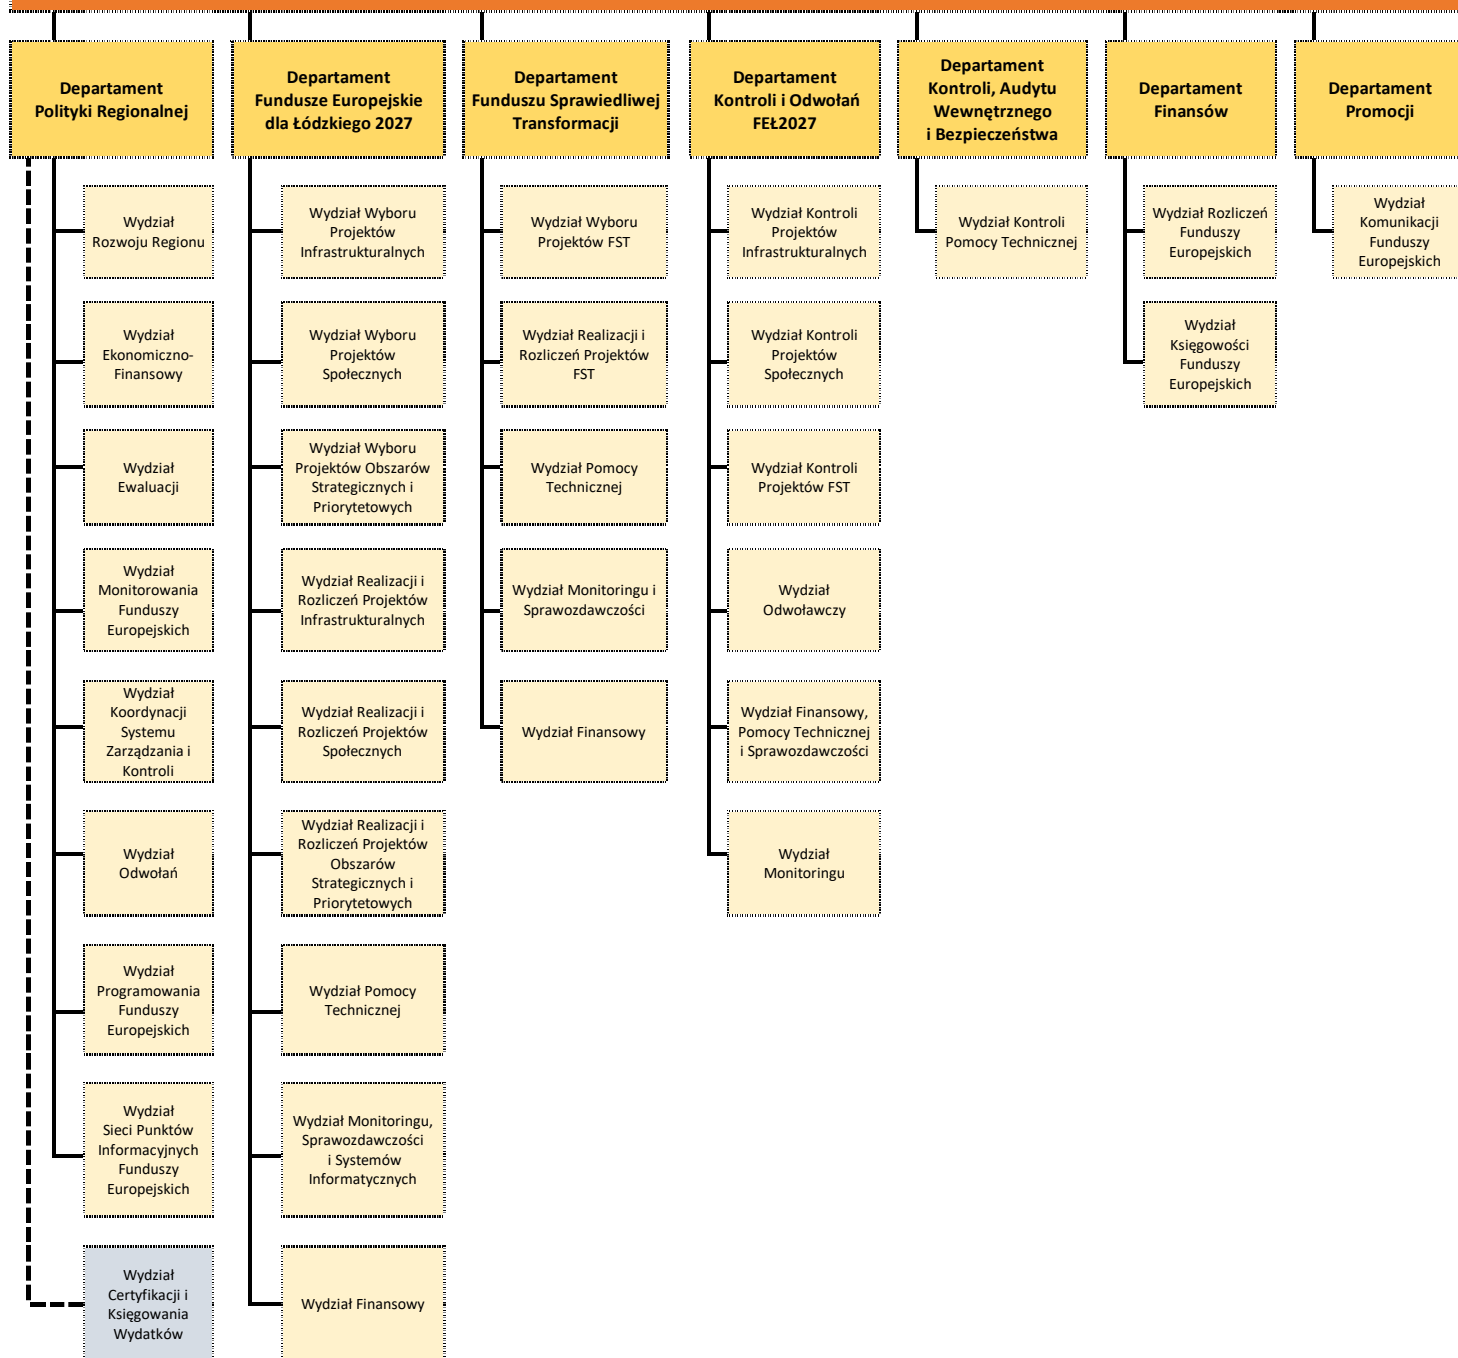 Departament
Polityki Regionalnej
Wydział
Rozwoju Regionu
Wydział
Ekonomiczno-
Finansowy
Wydział
Ewaluacji
Wydział
Monitorowania
Funduszy
Europejskich
Wydział
Koordynacji
Systemu
Zarządzania i
Kontroli
Wydział
Odwołań
Wydział
Programowania
Funduszy
Europejskich
Wydział
Sieci Punktów
Informacyjnych
Funduszy
Europejskich
Wydział
Certyfikacji i
Księgowania
Wydatków
Departament
Fundusze Europejskie
dla Łódzkiego 2027
Wydział Wyboru
Projektów
Infrastrukturalnych
Wydział Wyboru
Projektów
Społecznych
Wydział Wyboru
Projektów Obszarów
Strategicznych i
Priorytetowych
Wydział Realizacji i
Rozliczeń Projektów
Infrastrukturalnych
Wydział Realizacji i
Rozliczeń Projektów
Społecznych
Wydział Realizacji i
Rozliczeń Projektów
Obszarów
Strategicznych i
Priorytetowych
Wydział Pomocy
Technicznej
Wydział Monitoringu,
Sprawozdawczości
i Systemów
Informatycznych
Wydział Finansowy
Departament
Funduszu Sprawiedliwej
Transformacji
Wydział Wyboru
Projektów FST
Wydział Realizacji i
Rozliczeń Projektów
FST
Wydział Pomocy
Technicznej
Wydział Monitoringu i
Sprawozdawczości
Wydział Finansowy
Departament
Kontroli i Odwołań
FEŁ2027
Wydział Kontroli
Projektów
Infrastrukturalnych
Wydział Kontroli
Projektów
Społecznych
Wydział Kontroli
Projektów FST
Wydział
Odwoławczy
Wydział Finansowy,
Pomocy Technicznej
i Sprawozdawczości
Wydział
Monitoringu
Departament
Kontroli, Audytu
Wewnętrznego
i Bezpieczeństwa
Wydział Kontroli
Pomocy Technicznej
Departament
Finansów
Wydział Rozliczeń
Funduszy
Europejskich
Wydział
Księgowości
Funduszy
Europejskich
Departament
Promocji
Wydział
Komunikacji
Funduszy
Europejskich